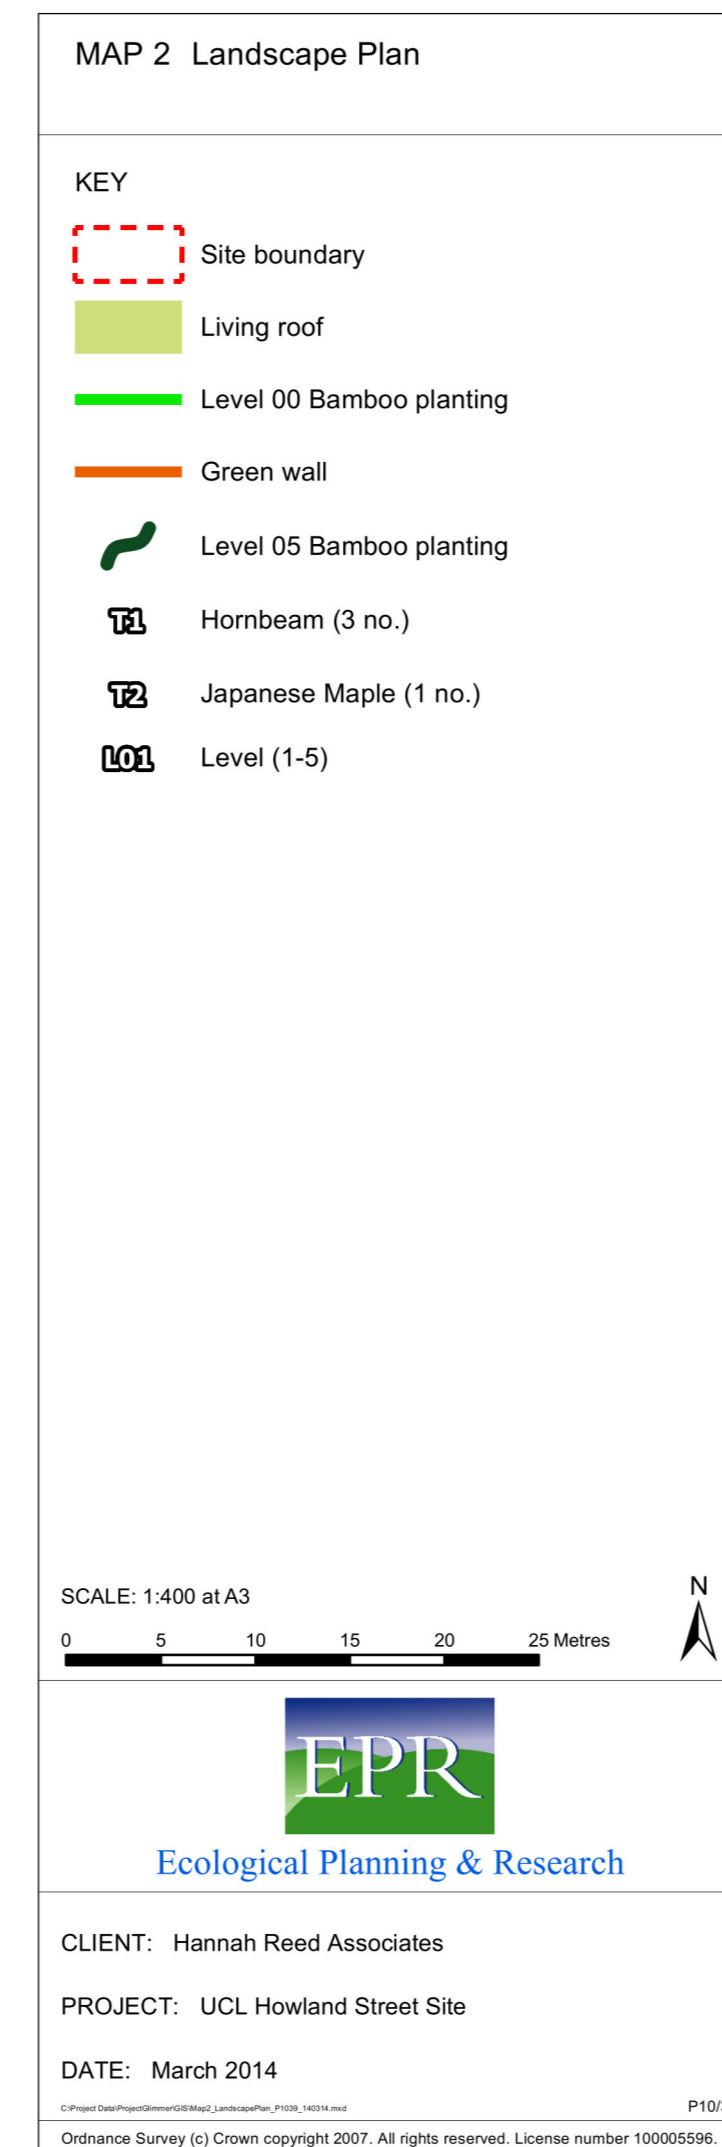 MAP 2 Landscape Plan
KEY
Site boundary
Living roof
Level 00 Bamboo planting
Green wall
Level 05 Bamboo planting
T1 Hornbeam (3 no.)
T2 Japanese Maple (1 no.)
L01 Level (1-5)
SCALE: 1:400 at A3
N
0 5 10 15 20 25 Metres
EPR
Ecological Planning & Research
CLIENT: Hannah Reed Associates
PROJECT: UCL Howland Street Site
DATE: March 2014
C:\Project Data\ProjectGlimmer\GIS\Map2_LandscapePlan_P1039_140314.mxd
P10/3
Ordnance Survey (c) Crown copyright 2007. All rights reserved. License number 100005596.